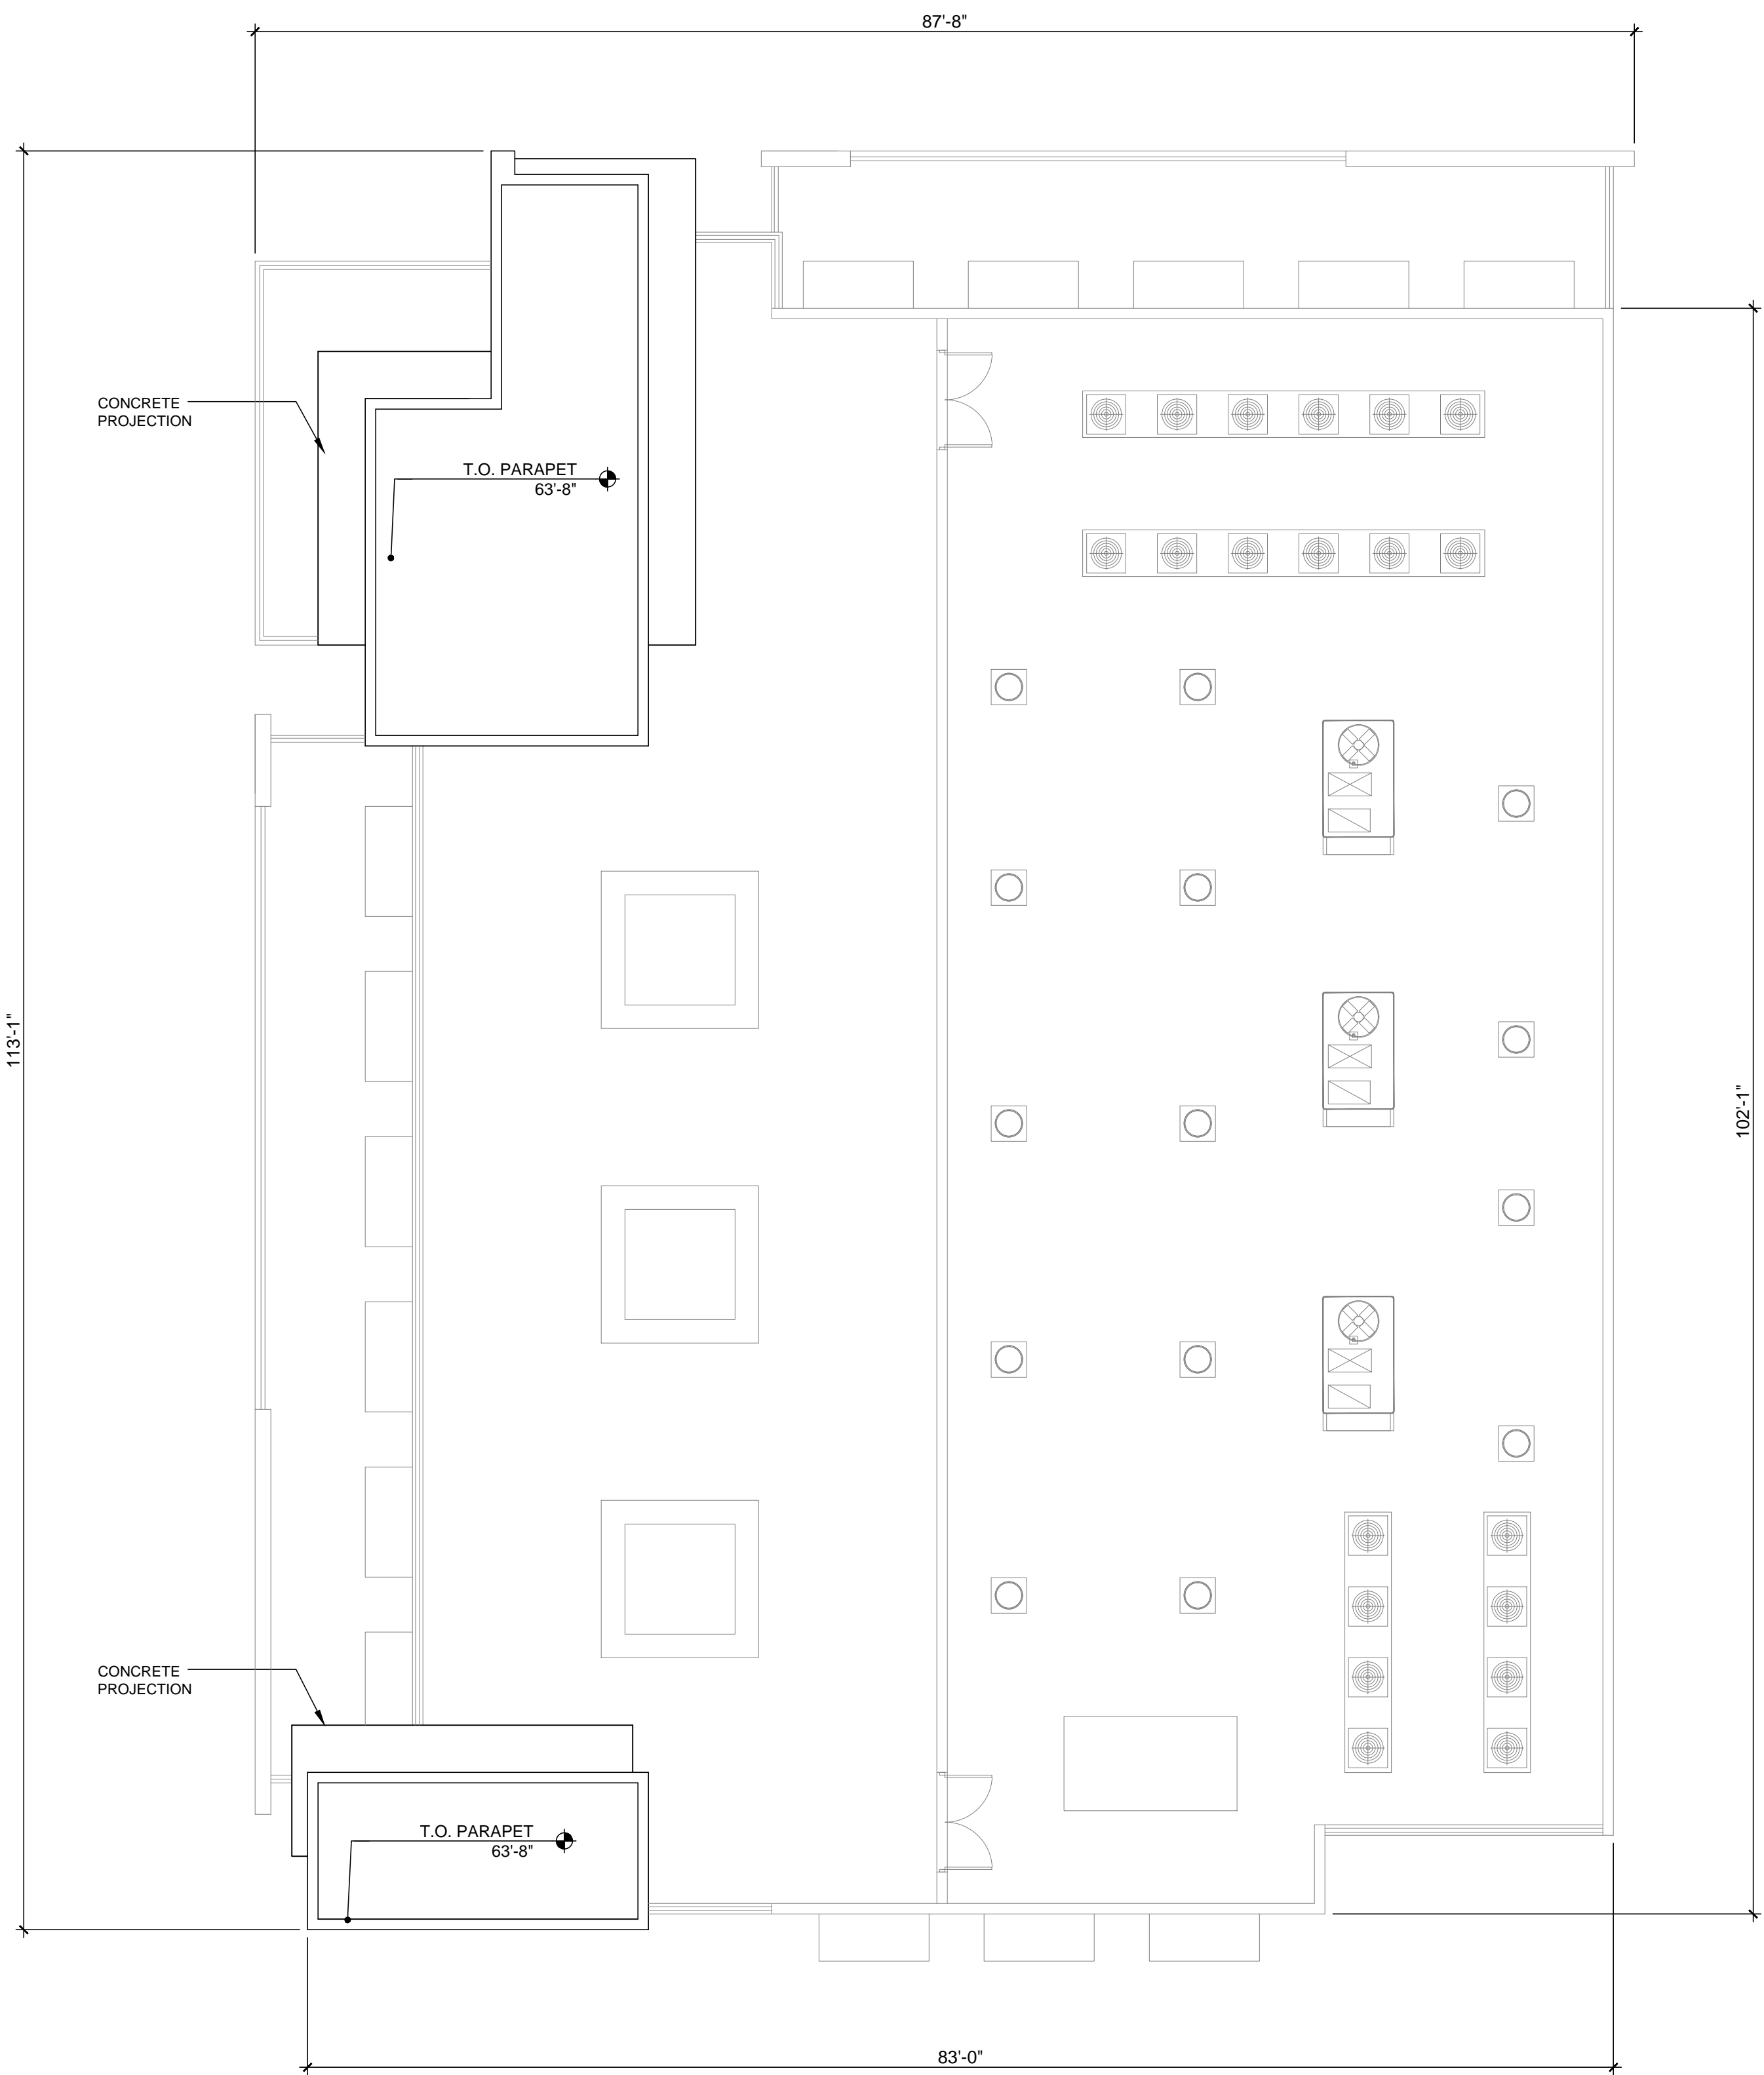 87'-8"
CONCRETE
PROJECTION
T.O. PARAPET
63'-8"
113'-1"
102'-1"
CONCRETE
PROJECTION
T.O. PARAPET
63'-8"
83'-0"